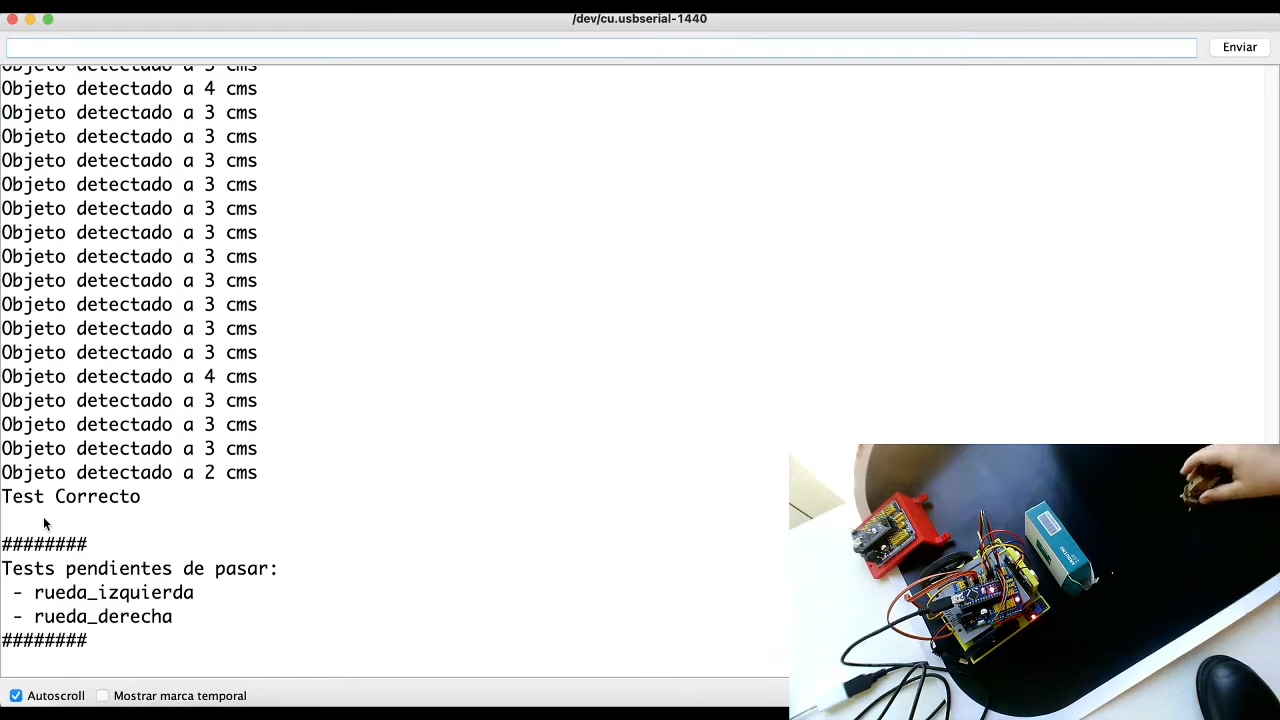 /dev/cu.usbserial-1440
Enviar
Objeto detectado a 3 cms
Objeto detectado a 4 cms
Objeto detectado a 3 cms
Objeto detectado a 3 cms
Objeto detectado a 3 cms
Objeto detectado a 3 cms
Objeto detectado a 3 cms
Objeto detectado a 3 cms
Objeto detectado a 3 cms
Objeto detectado a 3 cms
Objeto detectado a 3 cms
Objeto detectado a 3 cms
Objeto detectado a 3 cms
Objeto detectado a 4 cms
Objeto detectado a 3 cms
Objeto detectado a 3 cms
Objeto detectado a 3 cms
Objeto detectado a 2 cms
Test Correcto
########
Tests pendientes de pasar:
- rueda_izquierda
- rueda_derecha
########
Autoscroll
Mostrar marca temporal